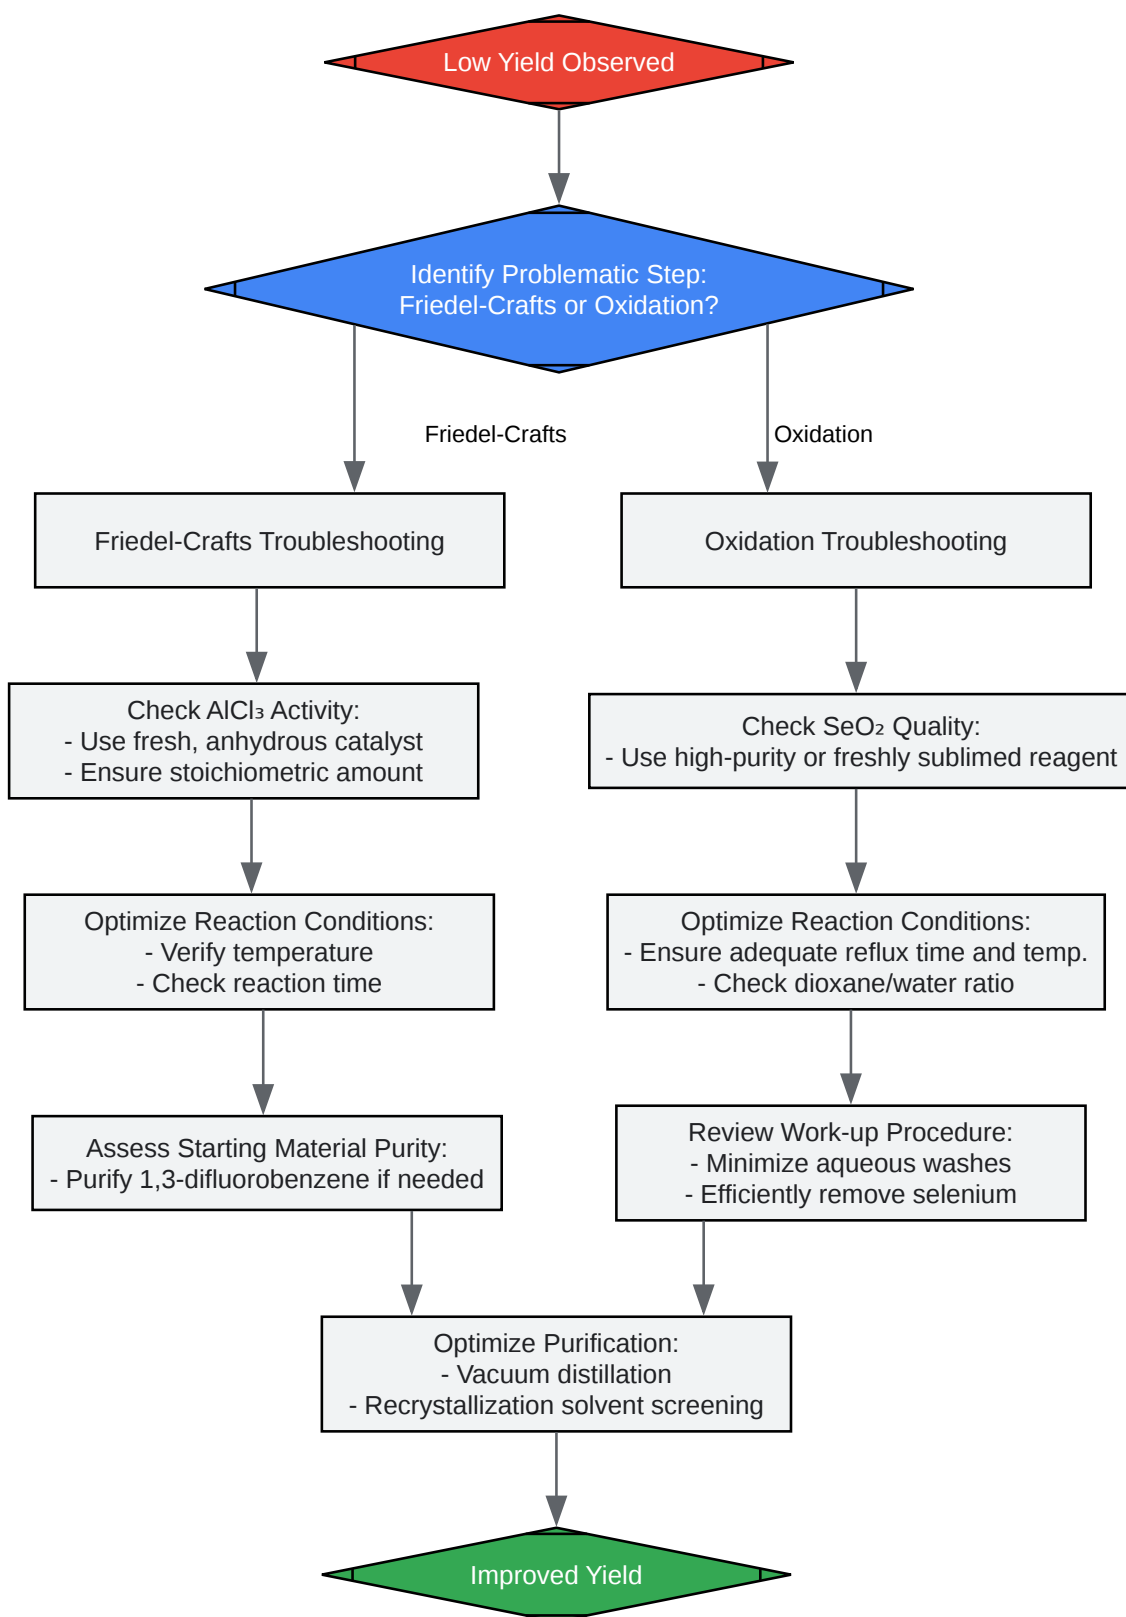 Low Yield Observed
Identify Problematic Step:
Friedel-Crafts or Oxidation?
Friedel-Crafts
Oxidation
Friedel-Crafts Troubleshooting
Oxidation Troubleshooting
Check AlCl₃ Activity:
- Use fresh, anhydrous catalyst
- Ensure stoichiometric amount
Check SeO₂ Quality:
- Use high-purity or freshly sublimed reagent
Optimize Reaction Conditions:
- Verify temperature
- Check reaction time
Optimize Reaction Conditions:
- Ensure adequate reflux time and temp.
- Check dioxane/water ratio
Assess Starting Material Purity:
- Purify 1,3-difluorobenzene if needed
Review Work-up Procedure:
- Minimize aqueous washes
- Efficiently remove selenium
Optimize Purification:
- Vacuum distillation
- Recrystallization solvent screening
Improved Yield